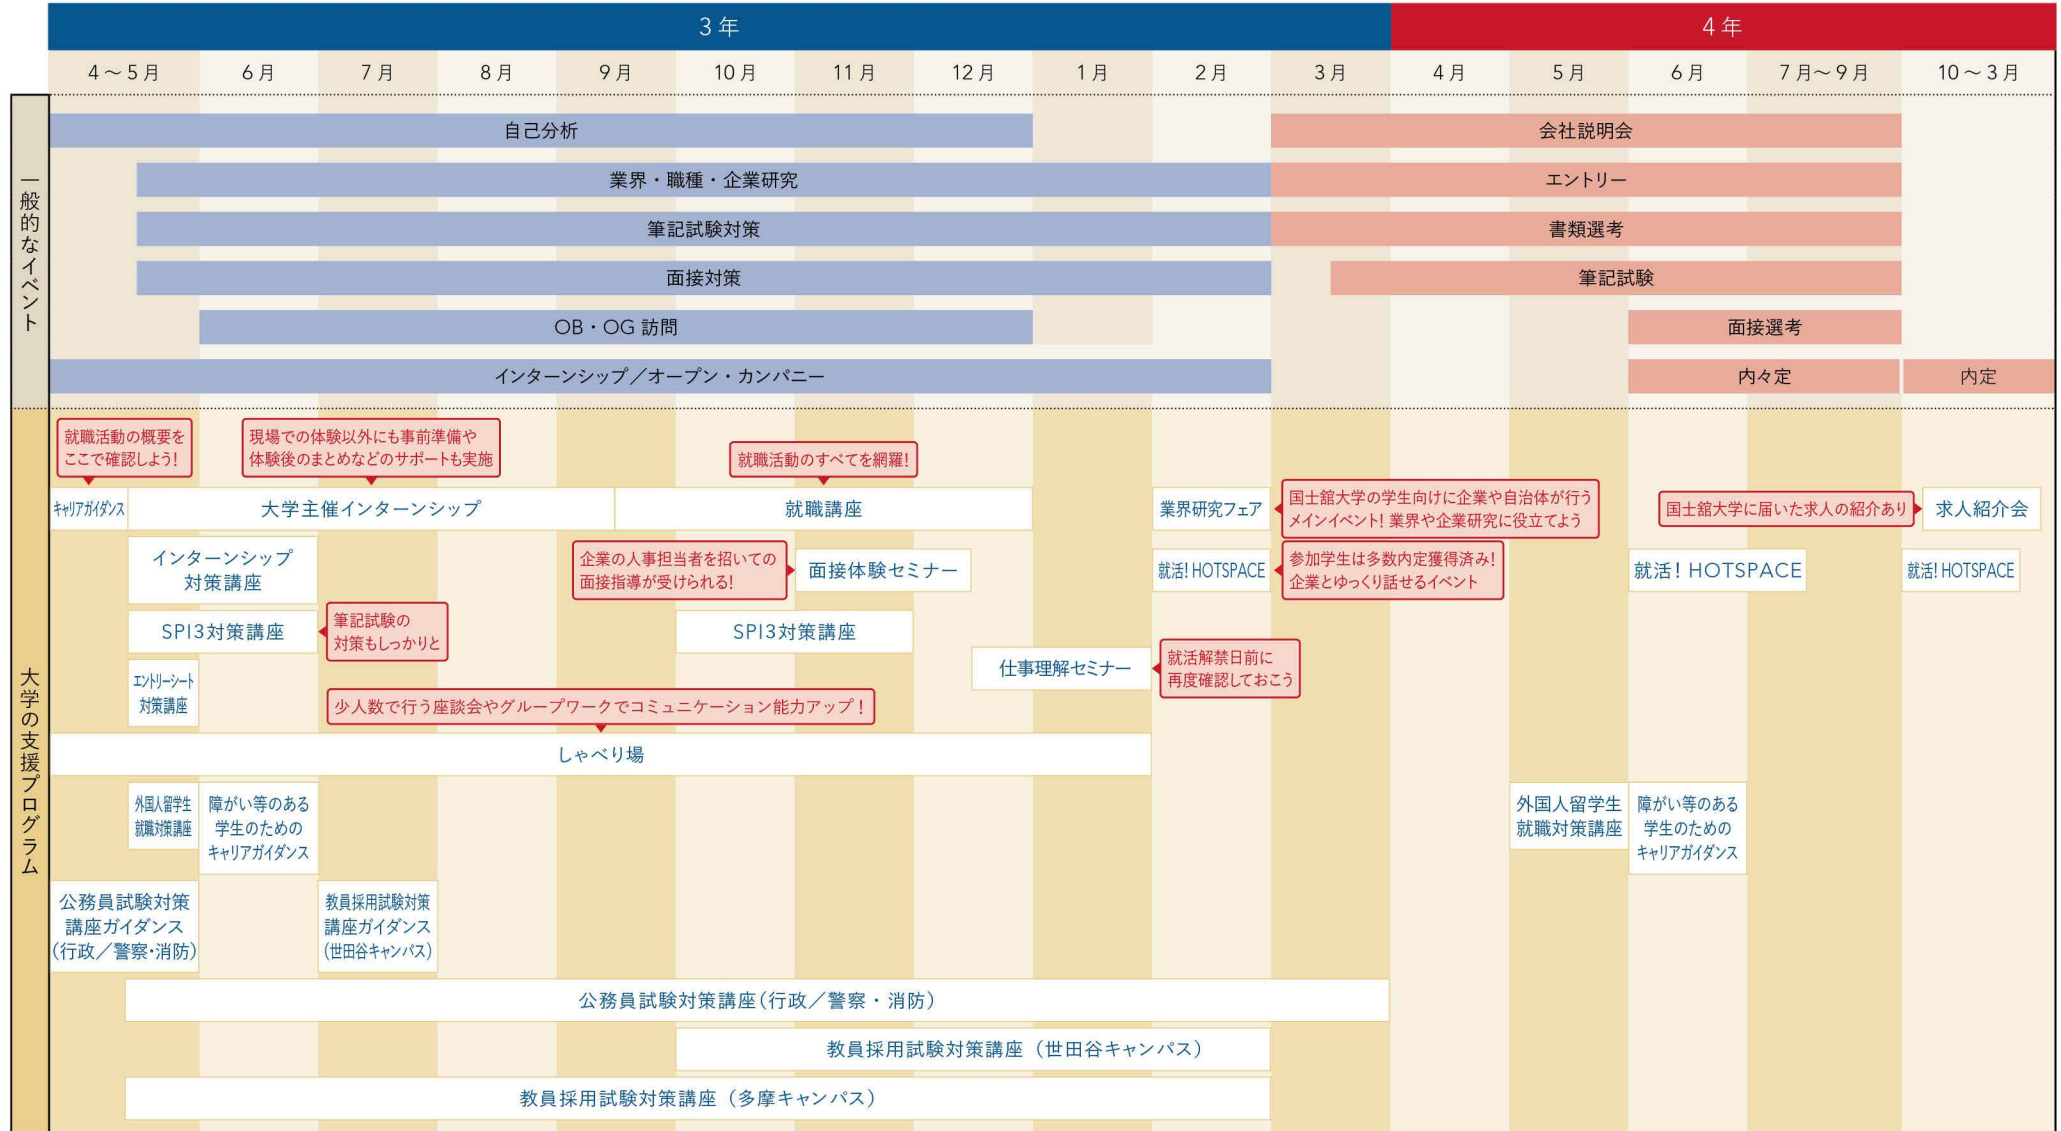 3年
4年
4～5月
6月
7月
8月
9月
10月
11月
12月
1月
2月
3月
4月
5月
6月
7月～9月
10～3月
一般的なイベント
自己分析
会社説明会
業界・職種・企業研究
エントリー
筆記試験対策
書類選考
面接対策
筆記試験
OB・OG 訪問
面接選考
インターンシップ／オープン・カンパニー
内々定
内定
大学の支援プログラム
就職活動の概要を
ここで確認しよう！
現場での体験以外にも事前準備や
体験後のまとめなどのサポートも実施
就職活動のすべてを網羅！
キャリアガイダンス
大学主催インターンシップ
就職講座
業界研究フェア
国士舘大学の学生向けに企業や自治体が行う
メインイベント！業界や企業研究に役立てよう
国士舘大学に届いた求人の紹介あり
求人紹介会
インターンシップ
対策講座
企業の人事担当者を招いての
面接指導が受けられる！
面接体験セミナー
就活！HOTSPACE
参加学生は多数内定獲得済み！
企業とゆっくり話せるイベント
就活！HOTSPACE
就活！HOTSPACE
SPI3対策講座
筆記試験の
対策もしっかりと
SPI3対策講座
仕事理解セミナー
就活解禁日前に
再度確認しておこう
エントリーシート
対策講座
少人数で行う座談会やグループワークでコミュニケーション能力アップ！
しゃべり場
外国人留学生
就職対策講座
障がい等のある
学生のための
キャリアガイダンス
外国人留学生
就職対策講座
障がい等のある
学生のための
キャリアガイダンス
公務員試験対策
講座ガイダンス
(行政／警察・消防)
教員採用試験対策
講座ガイダンス
(世田谷キャンパス)
公務員試験対策講座（行政／警察・消防）
教員採用試験対策講座（世田谷キャンパス）
教員採用試験対策講座（多摩キャンパス）